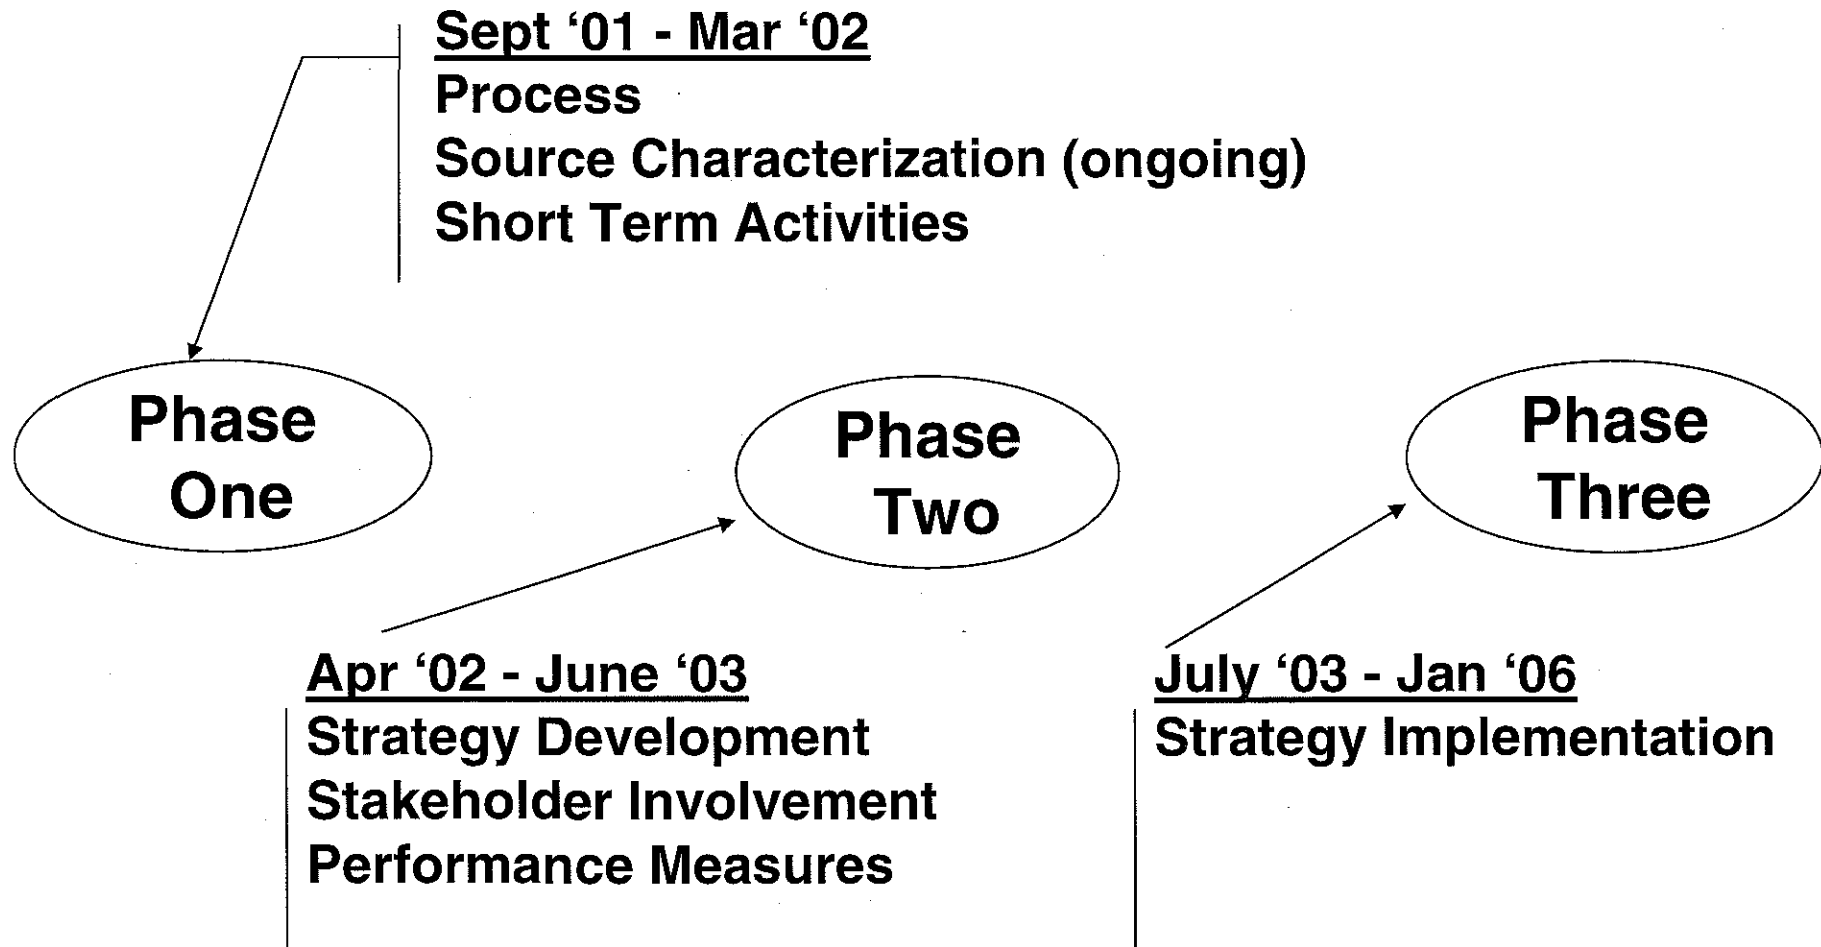 Sept ‘01 - Mar ‘02
Process
Source Characterization (ongoing)
Short Term Activities
Phase
One
Phase
Two
Phase
Three
Apr ‘02 - June ‘03
Strategy Development
Stakeholder Involvement
Performance Measures
July ‘03 - Jan ‘06
Strategy Implementation